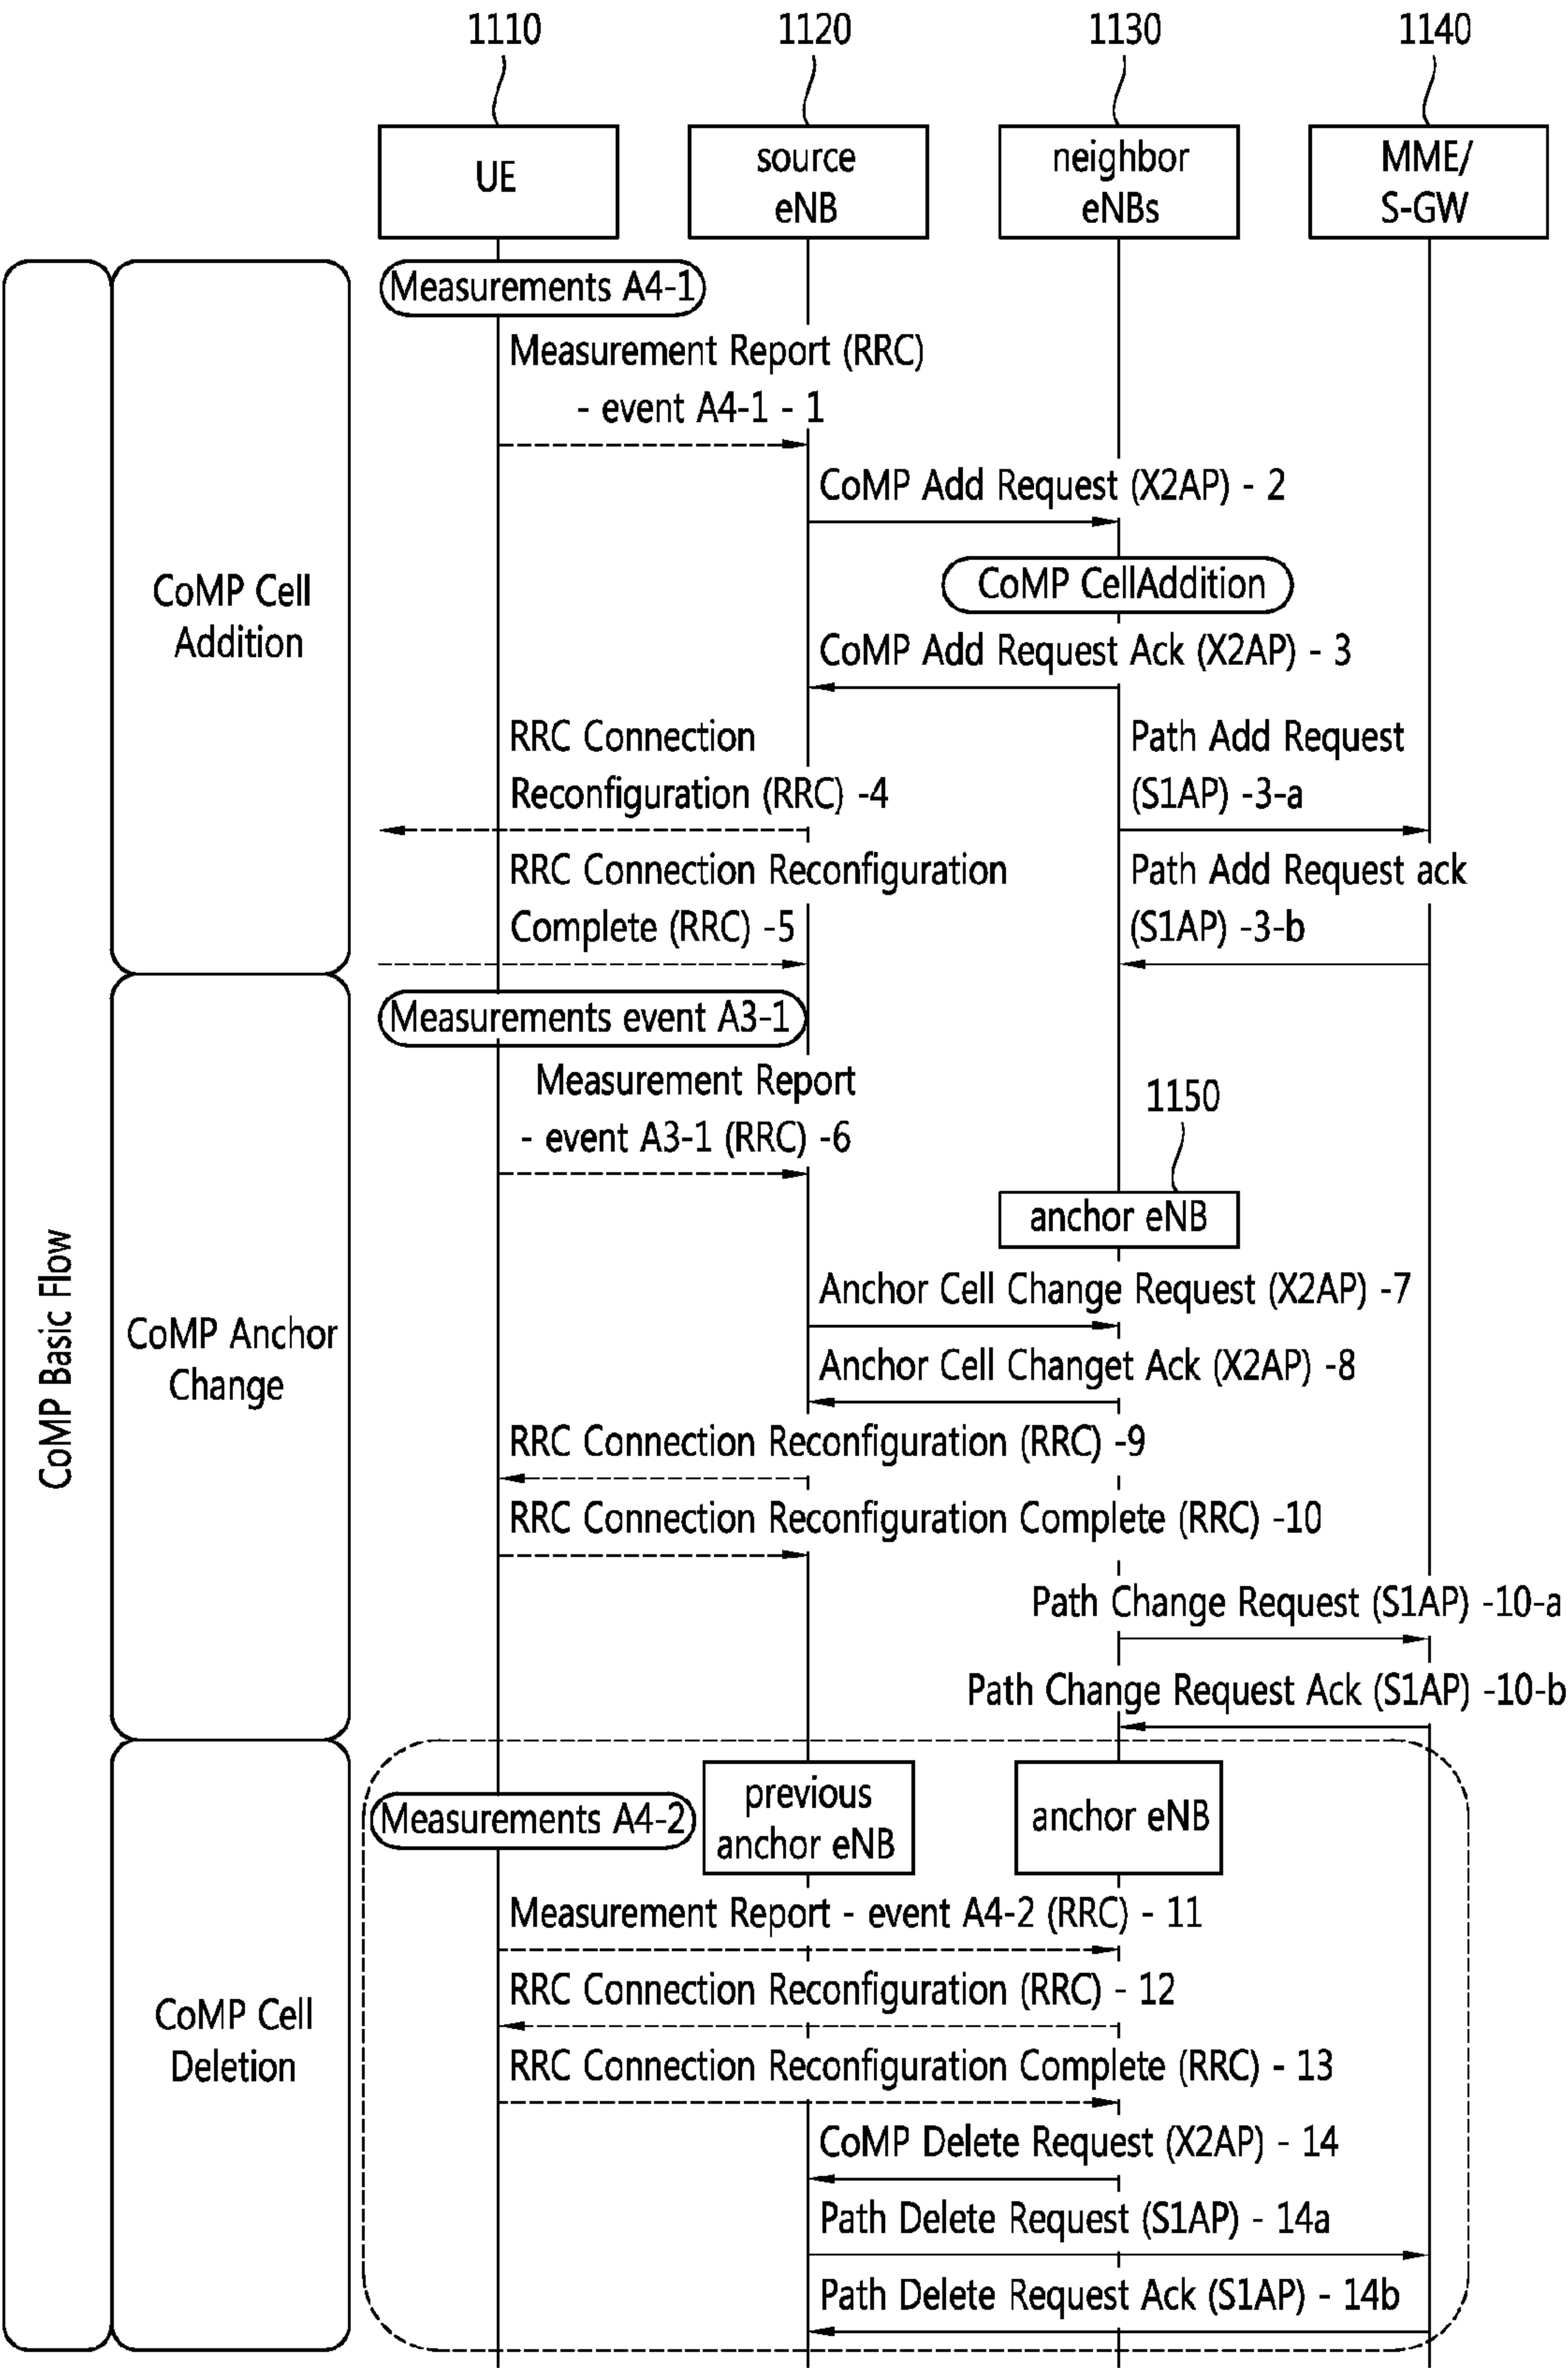 1110
1120
1130
1140
UE
source
eNB
neighbor
eNBs
MME/
S-GW
CoMP Basic Flow
CoMP Cell
Addition
Measurements A4-1
Measurement Report (RRC)
- event A4-1 - 1
CoMP Add Request (X2AP) - 2
CoMP CellAddition
CoMP Add Request Ack (X2AP) - 3
RRC Connection
Reconfiguration (RRC) -4
Path Add Request
(S1AP) -3-a
RRC Connection Reconfiguration
Complete (RRC) -5
Path Add Request ack
(S1AP) -3-b
CoMP Anchor
Change
Measurements event A3-1
Measurement Report
- event A3-1 (RRC) -6
1150
anchor eNB
Anchor Cell Change Request (X2AP) -7
Anchor Cell Changet Ack (X2AP) -8
RRC Connection Reconfiguration (RRC) -9
RRC Connection Reconfiguration Complete (RRC) -10
Path Change Request (S1AP) -10-a
Path Change Request Ack (S1AP) -10-b
CoMP Cell
Deletion
Measurements A4-2
previous
anchor eNB
anchor eNB
Measurement Report - event A4-2 (RRC) - 11
RRC Connection Reconfiguration (RRC) - 12
RRC Connection Reconfiguration Complete (RRC) - 13
CoMP Delete Request (X2AP) - 14
Path Delete Request (S1AP) - 14a
Path Delete Request Ack (S1AP) - 14b